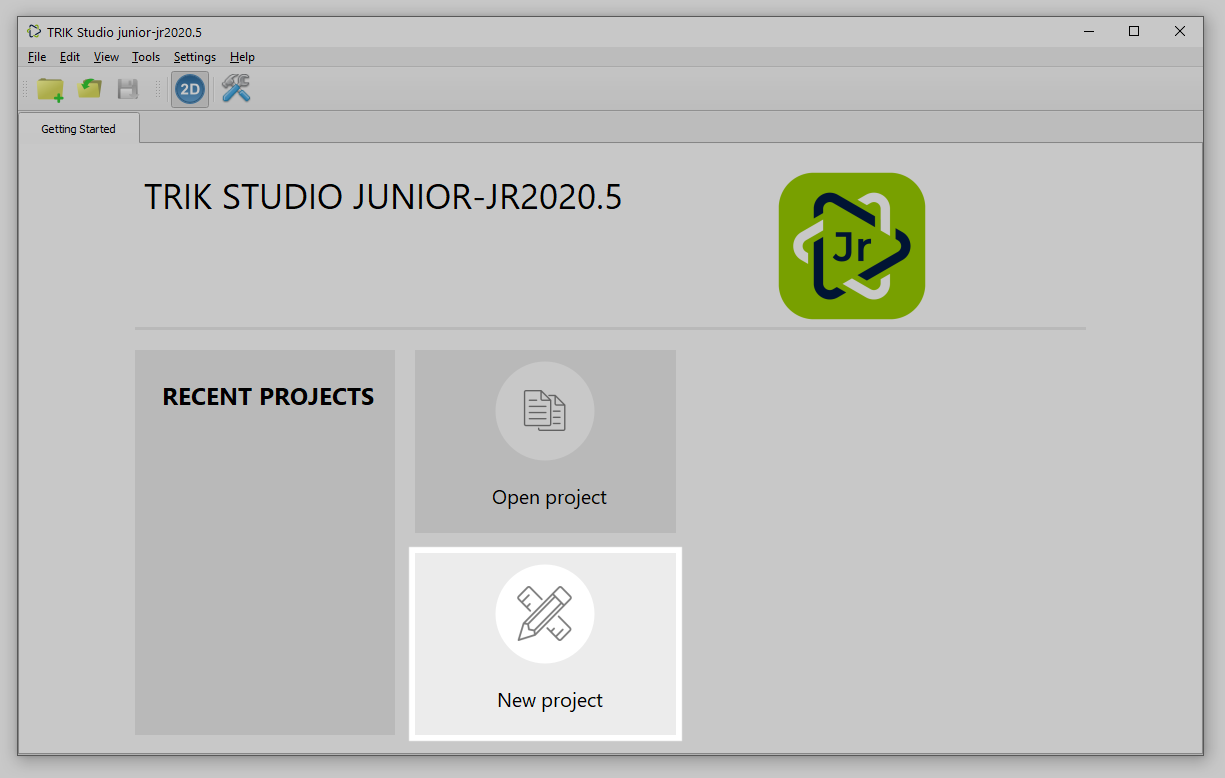 TRIK Studio junior-jr2020.5
File Edit View Tools Settings Help
2D
Getting Started
TRIK STUDIO JUNIOR-JR2020.5
Jr
RECENT PROJECTS
Open project
New project